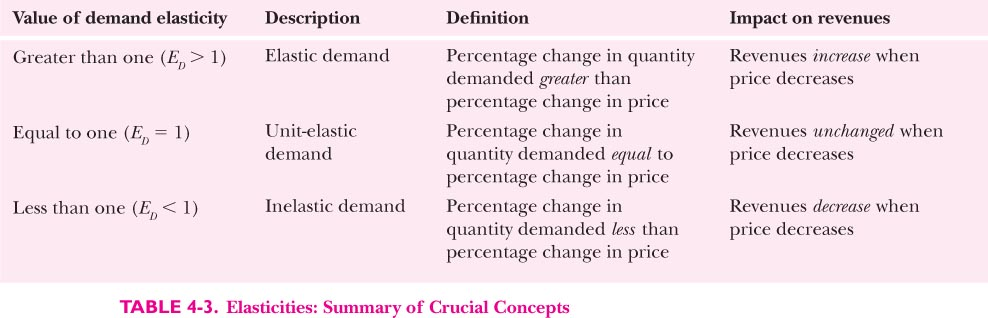 Value of demand elasticity Description Definition Impact on revenues
Greater than one (E_D > 1) Elastic demand Percentage change in quantity Revenues increase when
demanded greater than price decreases
percentage change in price
Equal to one (E_D = 1) Unit-elastic Percentage change in Revenues unchanged when
demand quantity demanded equal to price decreases
percentage change in price
Less than one (E_D < 1) Inelastic demand Percentage change in Revenues decrease when
quantity demanded less than price decreases
percentage change in price
TABLE 4-3. Elasticities: Summary of Crucial Concepts